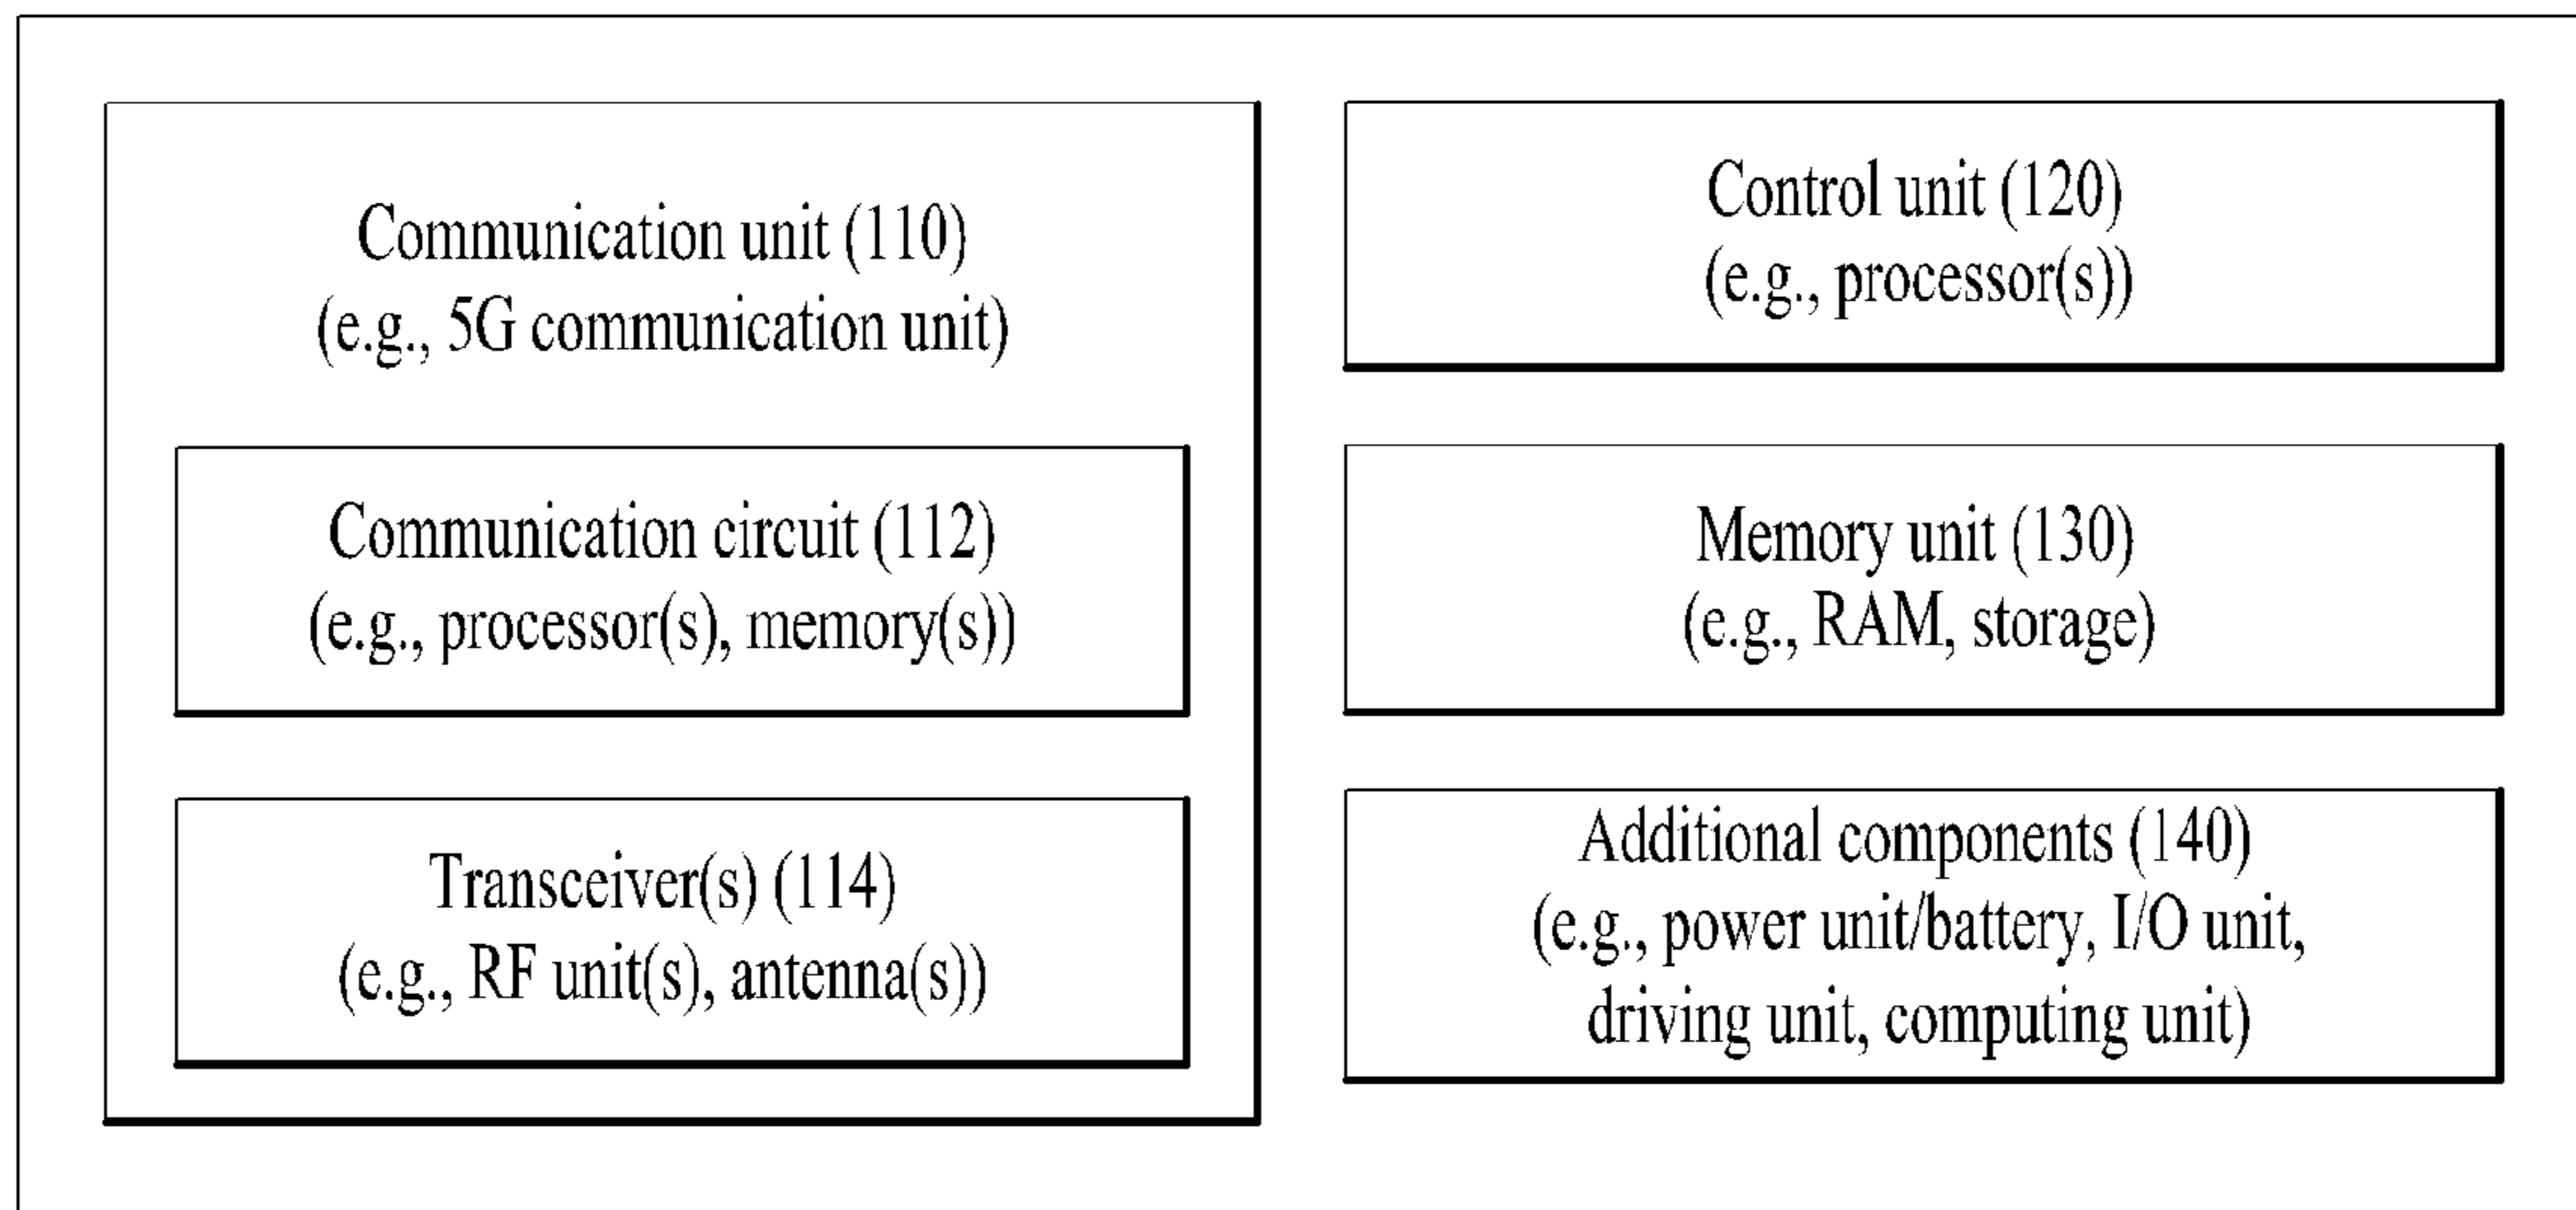 Communication unit (110)
(e.g., 5G communication unit)
Communication circuit (112)
(e.g., processor(s), memory(s))
Transceiver(s) (114)
(e.g., RF unit(s), antenna(s))
Control unit (120)
(e.g., processor(s))
Memory unit (130)
(e.g., RAM, storage)
Additional components (140)
(e.g., power unit/battery, I/O unit,
driving unit, computing unit)